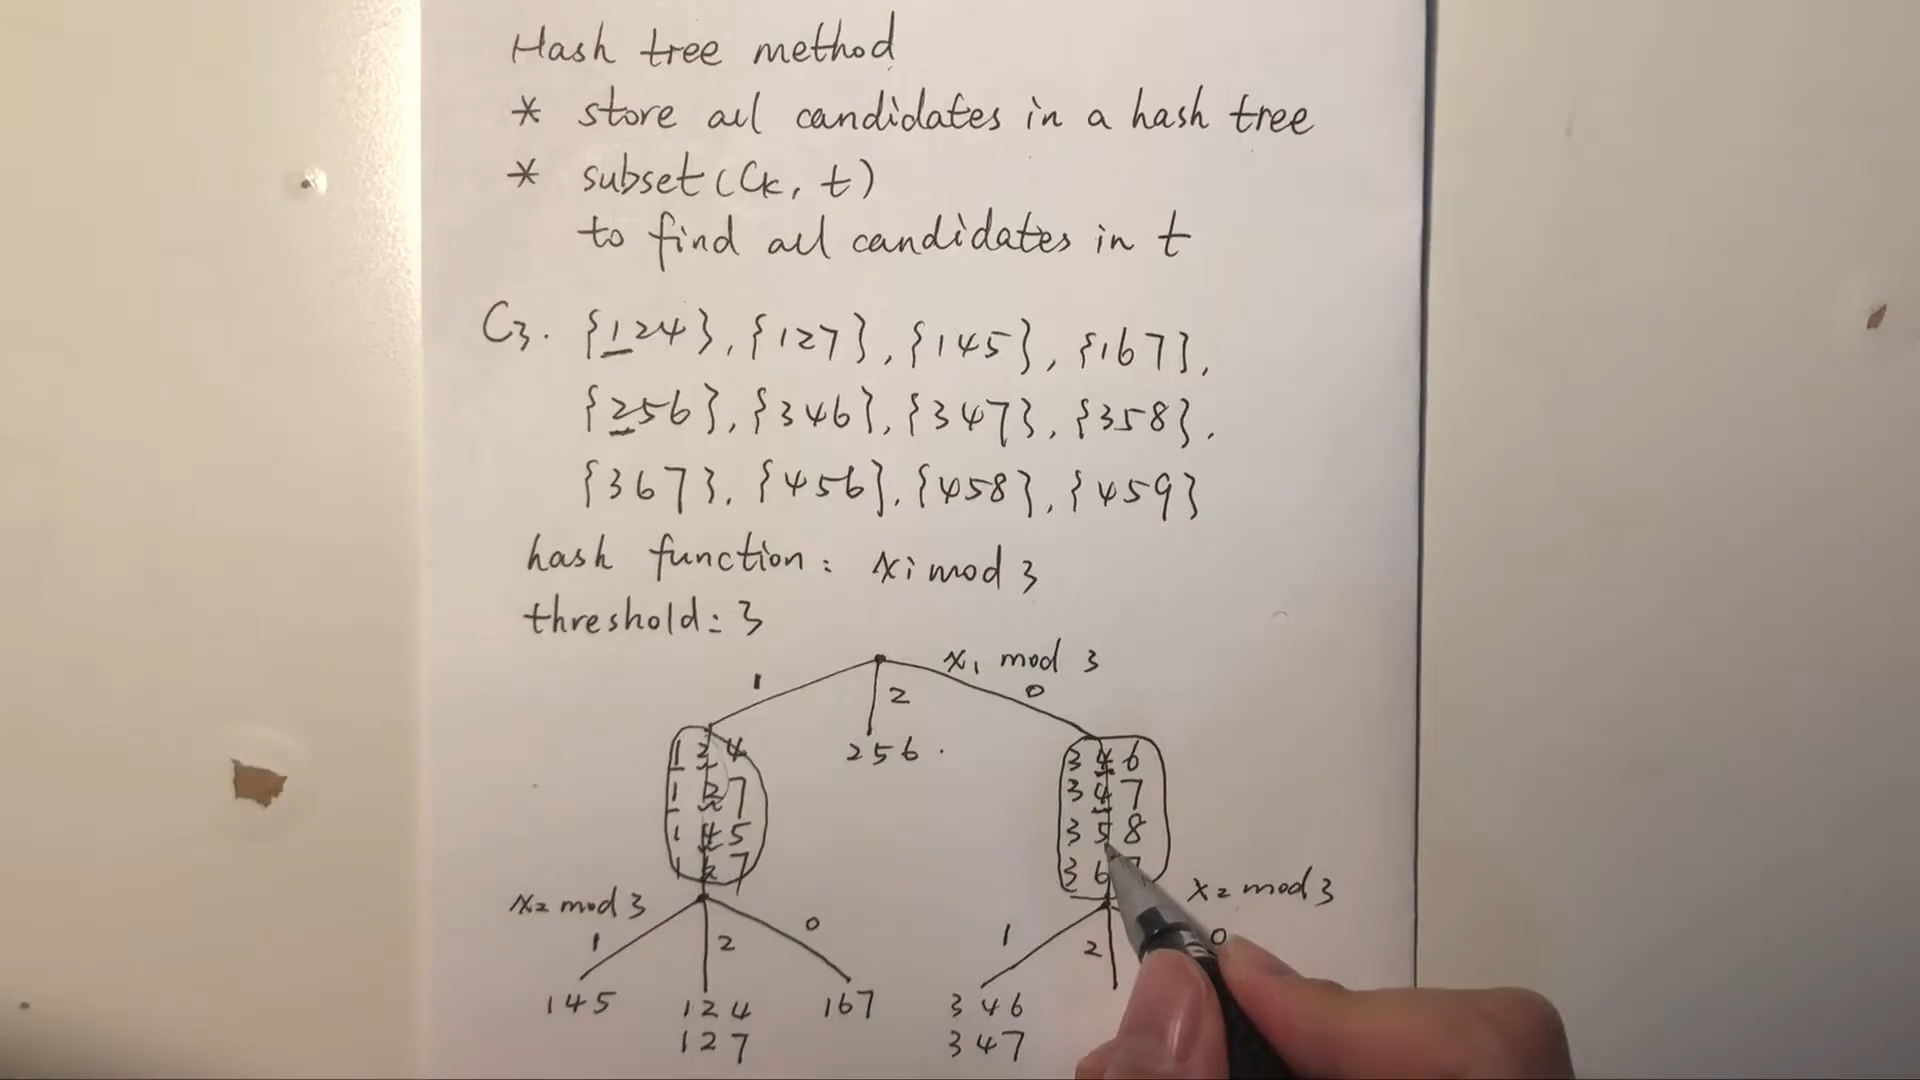 Hash tree method
* store all candidates in a hash tree
* subset (Ck, t)
to find all candidates in t
C3. {124}, {127}, {145}, {167},
{256}, {346}, {347}, {358},
{367}, {456}, {458}, {459}
hash function: xi mod 3
threshold: 3
x1 mod 3
1 2 0
124
127
145
1 7
256.
346
347
358
36
x2 mod 3
1 2 0
x2 mod 3
1 2 0
145
124
127
167
346
347